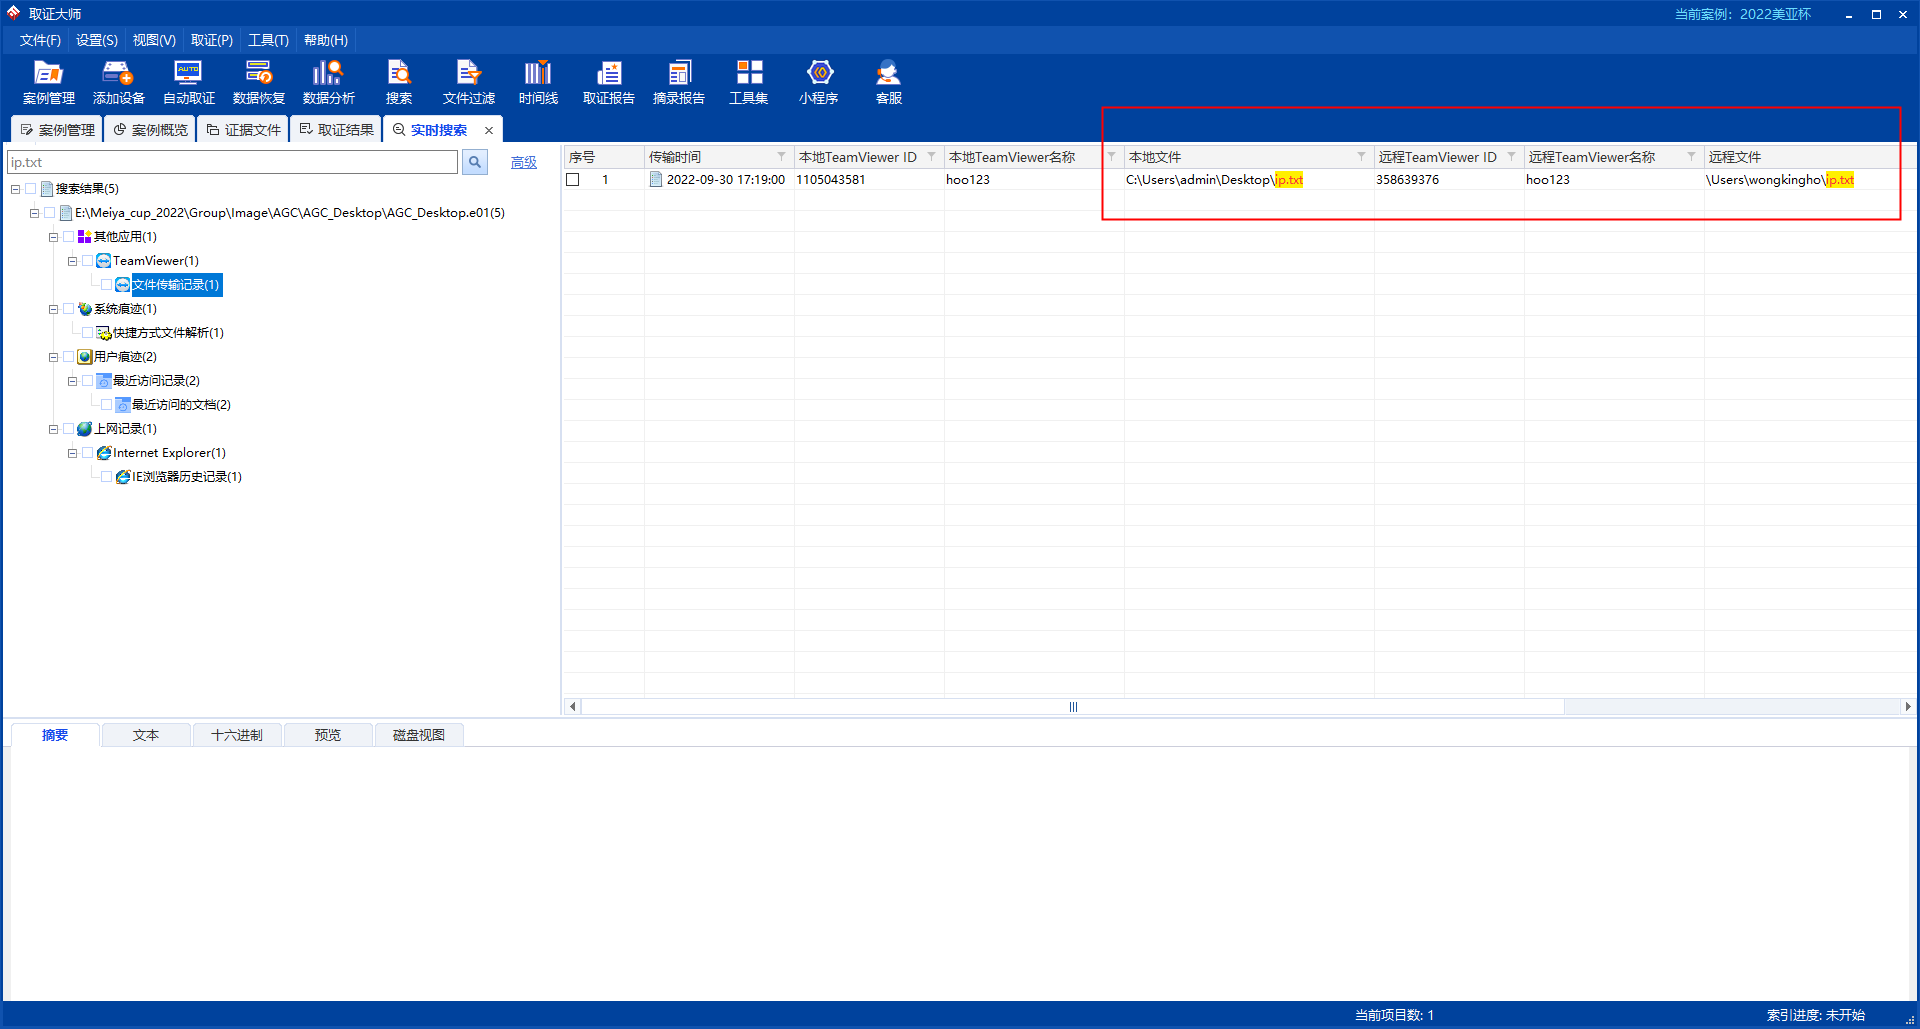 取证大师
当前案例：2022美亚杯
文件(F) 设置(S) 视图(V) 取证(P) 工具(T) 帮助(H)
AUTO
案例管理 添加设备 自动取证 数据恢复 数据分析 搜索 文件过滤 时间线 取证报告 摘录报告 工具集 小程序 客服
案例管理 案例概览 证据文件 取证结果 实时搜索
ip.txt 高级
搜索结果(5)
E:\Meiya_cup_2022\Group\Image\AGC\AGC_Desktop\AGC_Desktop.e01(5)
其他应用(1)
TeamViewer(1)
文件传输记录(1)
系统痕迹(1)
快捷方式文件解析(1)
用户痕迹(2)
最近访问记录(2)
最近访问的文档(2)
上网记录(1)
Internet Explorer(1)
IE浏览器历史记录(1)
序号 传输时间 本地TeamViewer ID 本地TeamViewer名称 本地文件 远程TeamViewer ID 远程TeamViewer名称 远程文件
1 2022-09-30 17:19:00 1105043581 hoo123 C:\Users\admin\Desktop\ip.txt 358639376 hoo123 \Users\wongkingho\ip.txt
摘要 文本 十六进制 预览 磁盘视图
当前项目数: 1 索引进度: 未开始